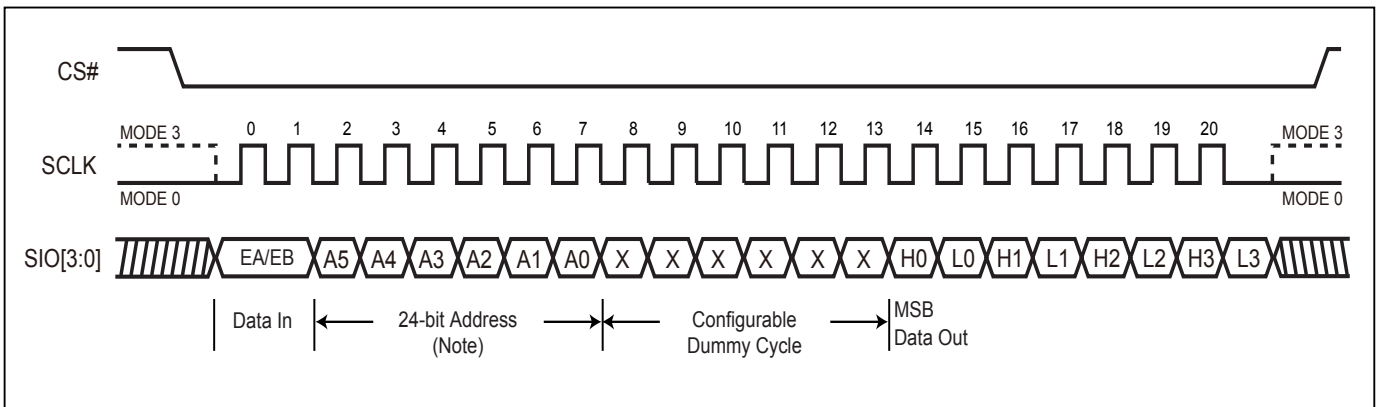 CS#
MODE 3 0 1 2 3 4 5 6 7 8 9 10 11 12 13 14 15 16 17 18 19 20 MODE 3
SCLK
MODE 0 MODE 0
SIO[3:0] EA/EB A5 A4 A3 A2 A1 A0 X X X X X X H0 L0 H1 L1 H2 L2 H3 L3
Data In 24-bit Address (Note) Configurable Dummy Cycle MSB Data Out